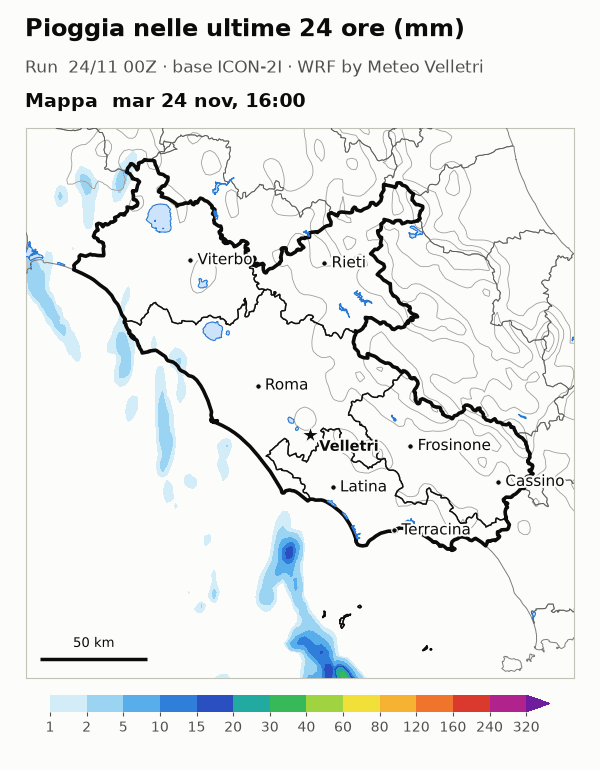 Pioggia nelle ultime 24 ore (mm)
Run  24/11 00Z · base ICON-2I · WRF by Meteo Velletri
Mappa  mar 24 nov, 16:00
Viterbo
Rieti
Roma
Velletri
Frosinone
Latina
Cassino
Terracina
50 km
1 2 5 10 15 20 30 40 60 80 120 160 240 320